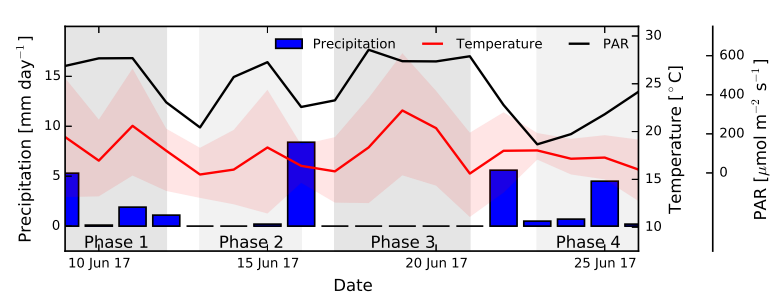 Precipitation Temperature PAR
Precipitation [mm day⁻¹]
15
10
5
0
Phase 1 Phase 2 Phase 3 Phase 4
10 Jun 17 15 Jun 17 20 Jun 17 25 Jun 17
Date
30
25
20
15
10
Temperature [°C]
600
400
200
0
PAR [μmol m⁻² s⁻¹]